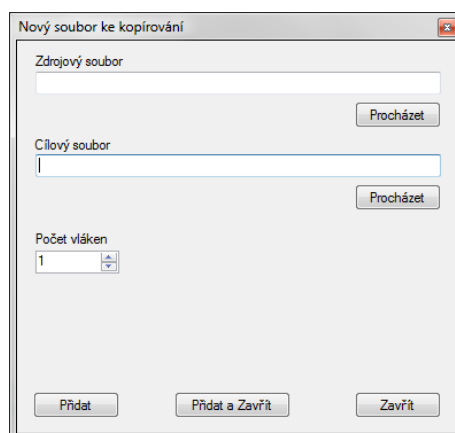 Nový soubor ke kopírování
Zdrojový soubor
Procházet
Cílový soubor
Procházet
Počet vláken
1
Přidat
Přidat a Zavřít
Zavřít